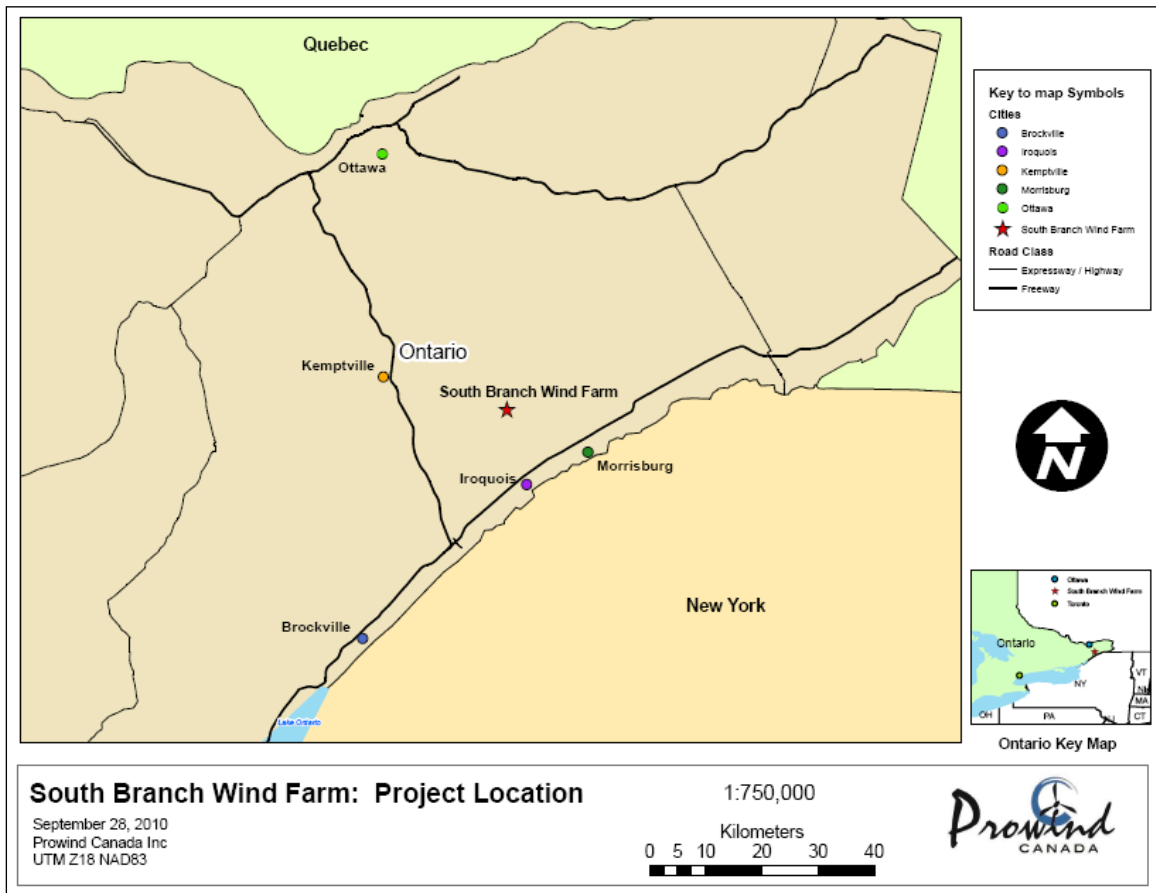 Quebec
Ottawa
Kemptville
Ontario
South Branch Wind Farm
Iroquois
Morrisburg
Brockville
New York
Lake Ontario
Key to map Symbols
Cities
Brockville
Iroquois
Kemptville
Morrisburg
Ottawa
South Branch Wind Farm
Road Class
Expressway / Highway
Freeway
N
Ottawa
South Branch Wind Farm
Toronto
Ontario
NY
VT
NH
MA
CT
OH
PA
NJ
Ontario Key Map
South Branch Wind Farm: Project Location
September 28, 2010
Prowind Canada Inc
UTM Z18 NAD83
1:750,000
Kilometers
0 5 10 20 30 40
Prowind
CANADA